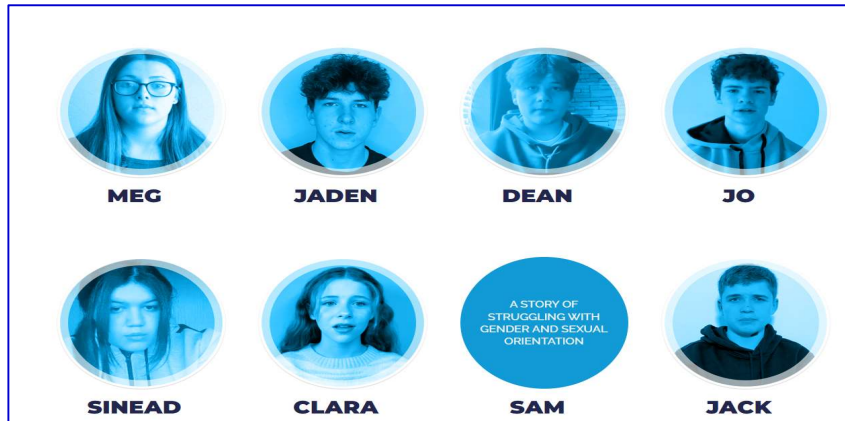 MEG JADEN DEAN JO
A STORY OF
STRUGGLING WITH
GENDER AND SEXUAL
ORIENTATION
SINEAD CLARA SAM JACK